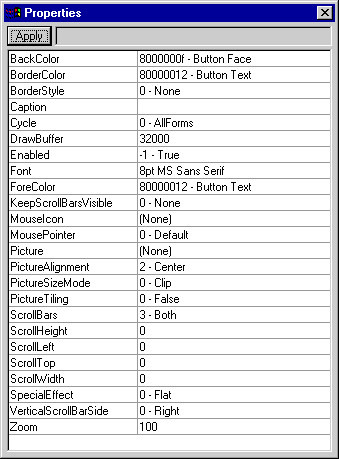 Properties
Apply
BackColor 8000000f - Button Face
BorderColor 80000012 - Button Text
BorderStyle 0 - None
Caption
Cycle 0 - AllForms
DrawBuffer 32000
Enabled -1 - True
Font 8pt MS Sans Serif
ForeColor 80000012 - Button Text
KeepScrollBarsVisible 0 - None
MouseIcon (None)
MousePointer 0 - Default
Picture (None)
PictureAlignment 2 - Center
PictureSizeMode 0 - Clip
PictureTiling 0 - False
ScrollBars 3 - Both
ScrollHeight 0
ScrollLeft 0
ScrollTop 0
ScrollWidth 0
SpecialEffect 0 - Flat
VerticalScrollBarSide 0 - Right
Zoom 100